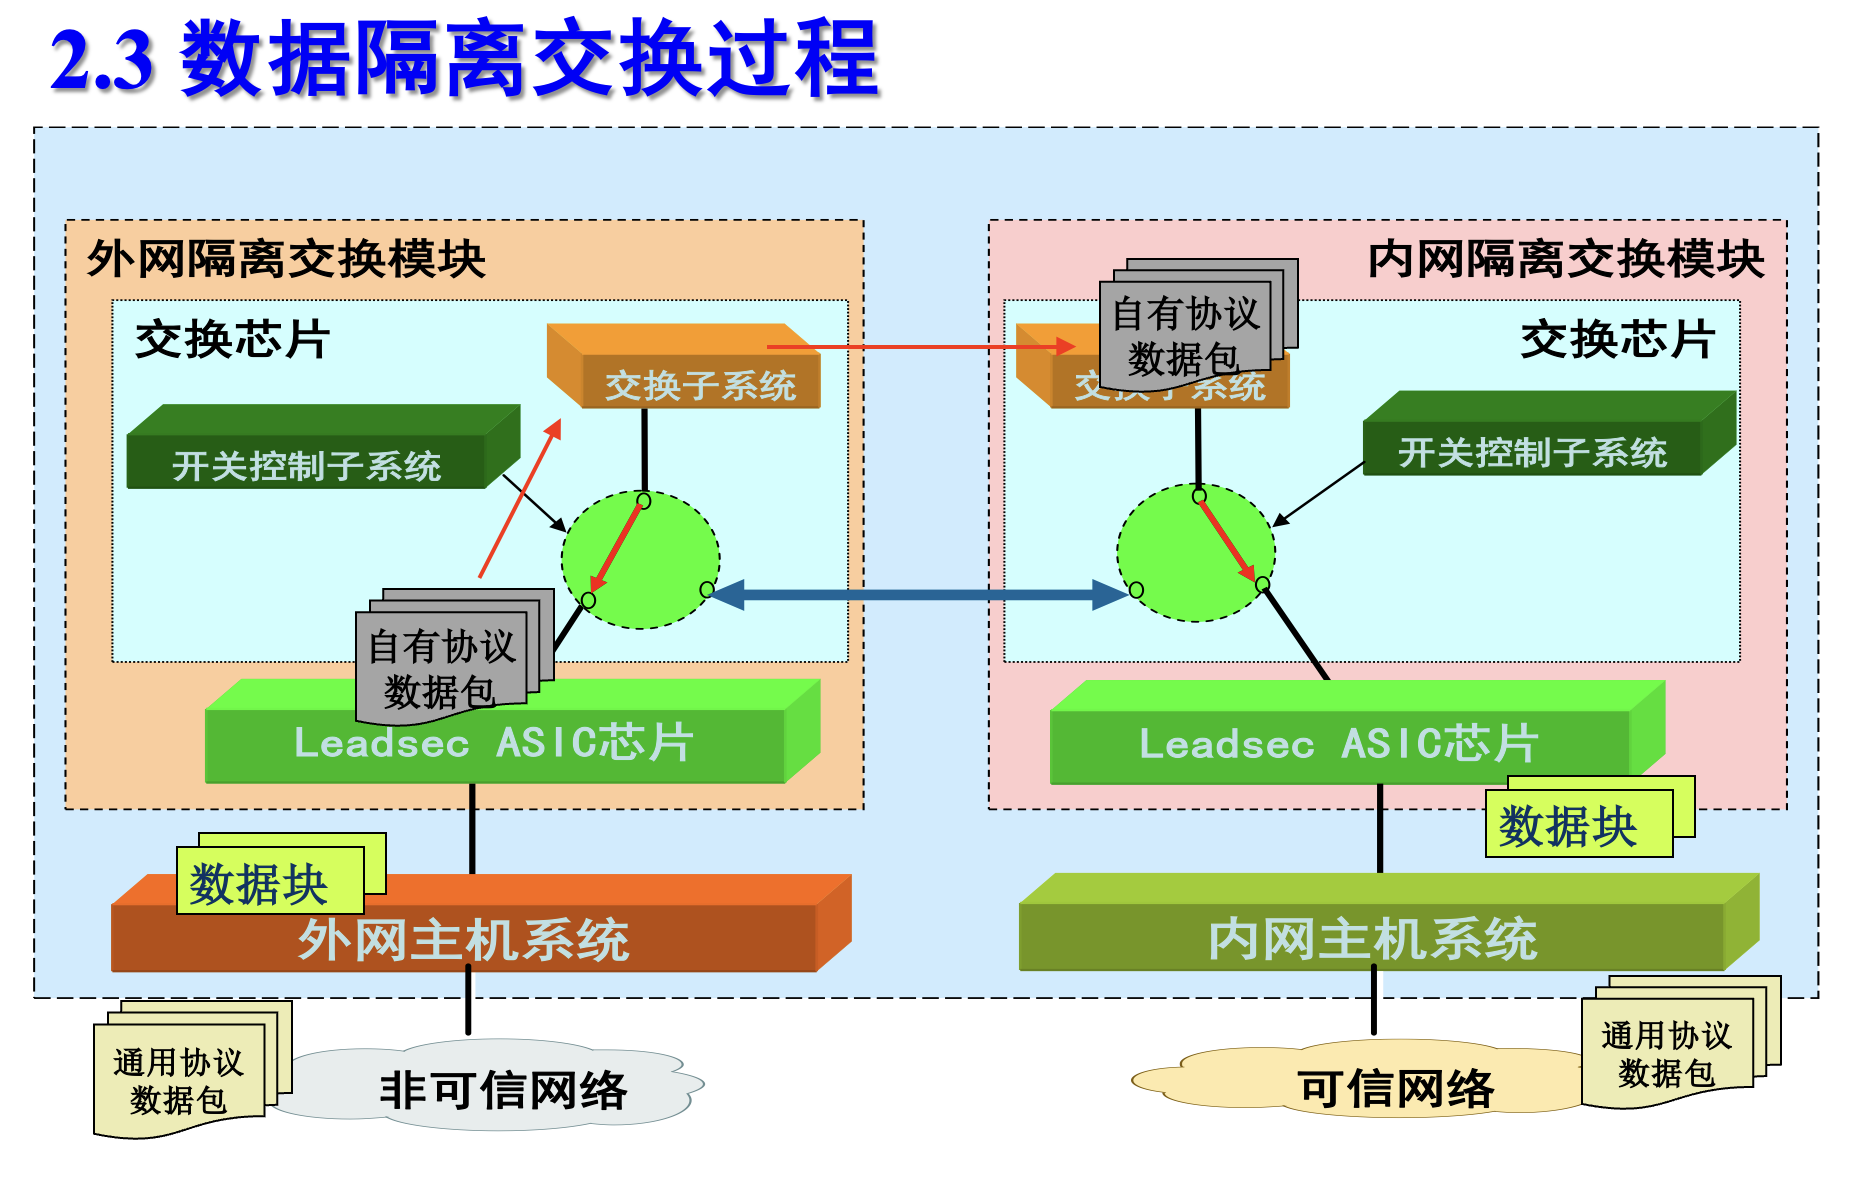 2.3 数据隔离交换过程
外网隔离交换模块
交换芯片
交换子系统
开关控制子系统
自有协议
数据包
Leadsec ASIC芯片
数据块
外网主机系统
通用协议
数据包
非可信网络
内网隔离交换模块
自有协议
数据包
交换芯片
交换子系统
开关控制子系统
Leadsec ASIC芯片
数据块
内网主机系统
通用协议
数据包
可信网络